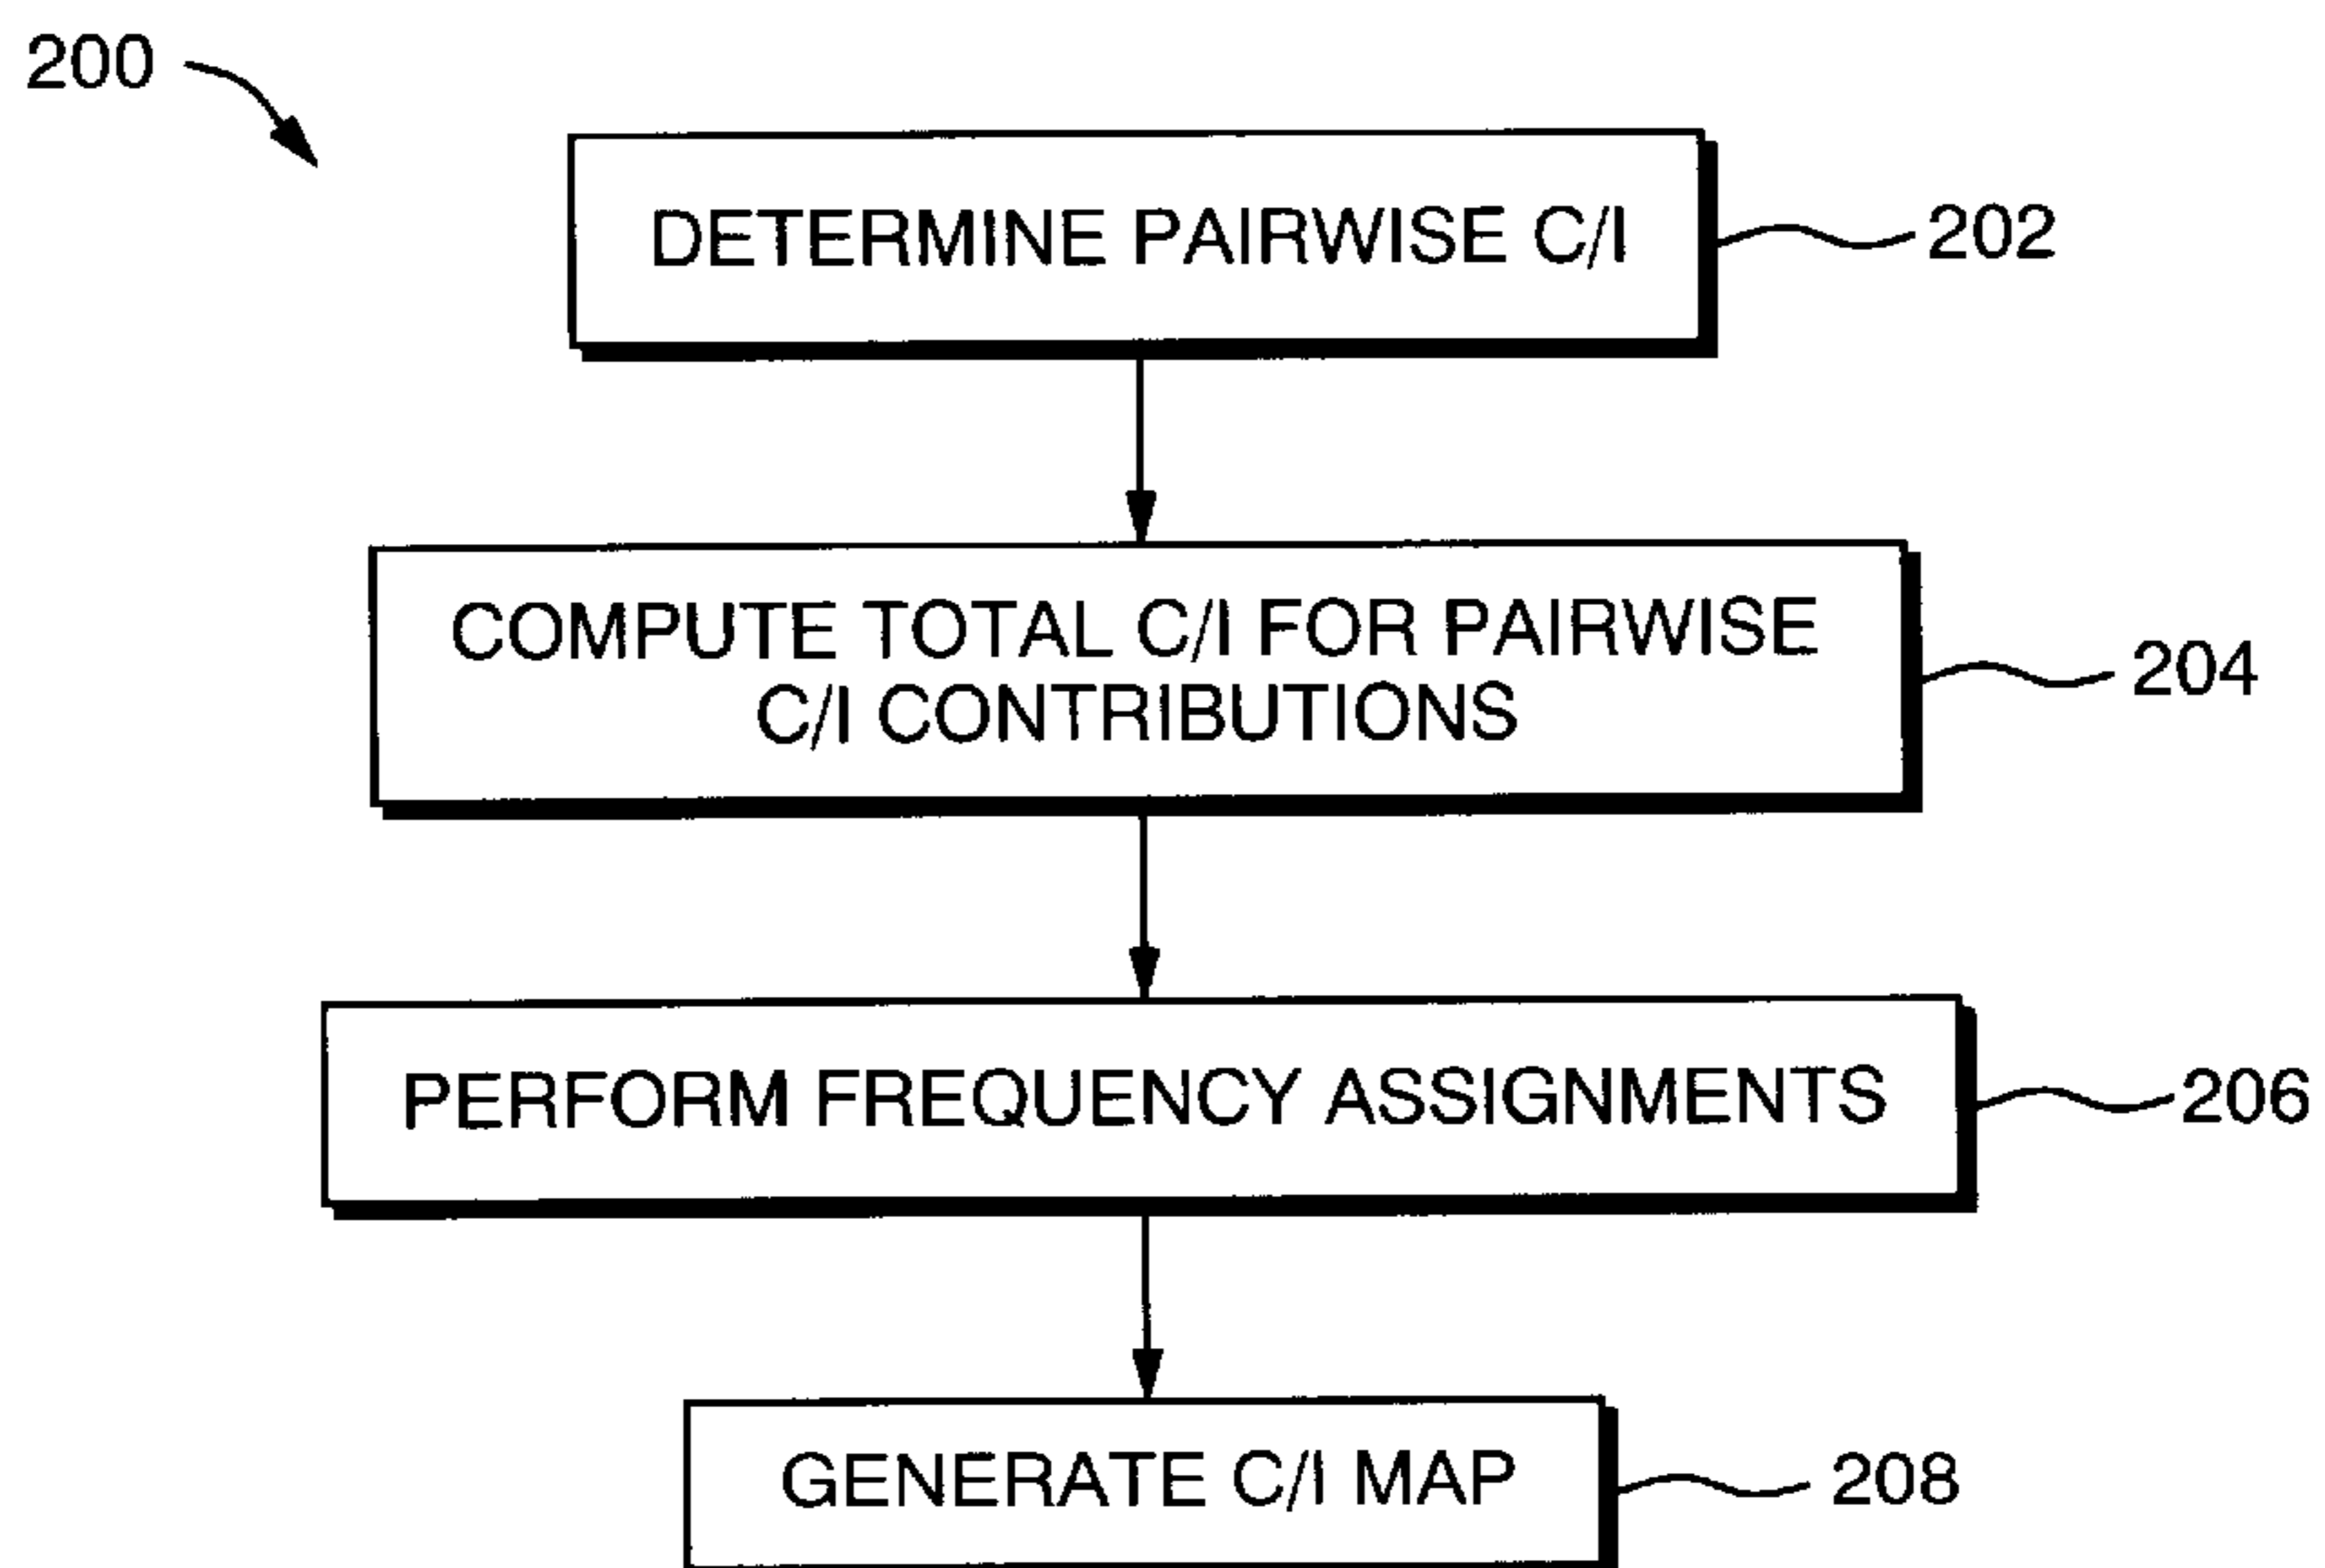 200
DETERMINE PAIRWISE C/I
202
COMPUTE TOTAL C/I FOR PAIRWISE
C/I CONTRIBUTIONS
204
PERFORM FREQUENCY ASSIGNMENTS
206
GENERATE C/I MAP
208